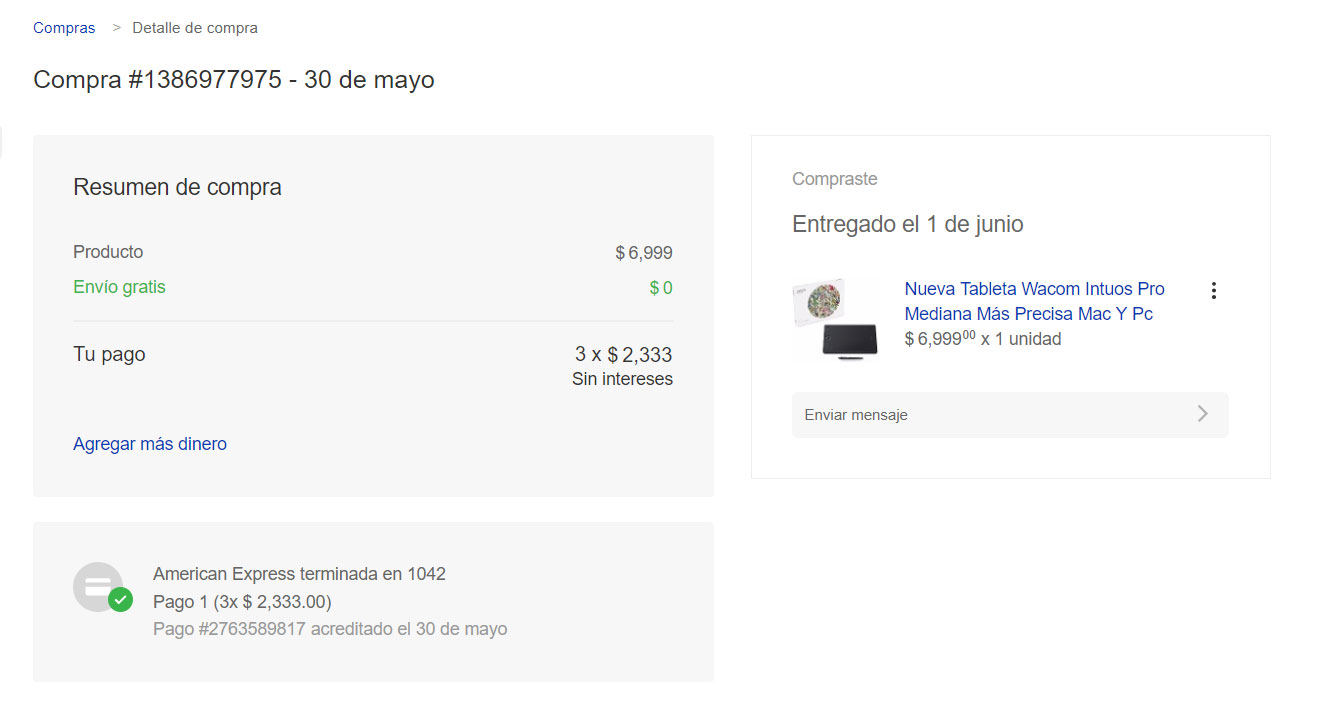 Compras > Detalle de compra
Compra #1386977975 - 30 de mayo
Resumen de compra
Producto $ 6,999
Envío gratis $ 0
Tu pago 3 x $ 2,333
Sin intereses
Agregar más dinero
American Express terminada en 1042
Pago 1 (3x $ 2,333.00)
Pago #2763589817 acreditado el 30 de mayo
Compraste
Entregado el 1 de junio
Nueva Tableta Wacom Intuos Pro
Mediana Más Precisa Mac Y Pc
$ 6,999⁰⁰ x 1 unidad
Enviar mensaje